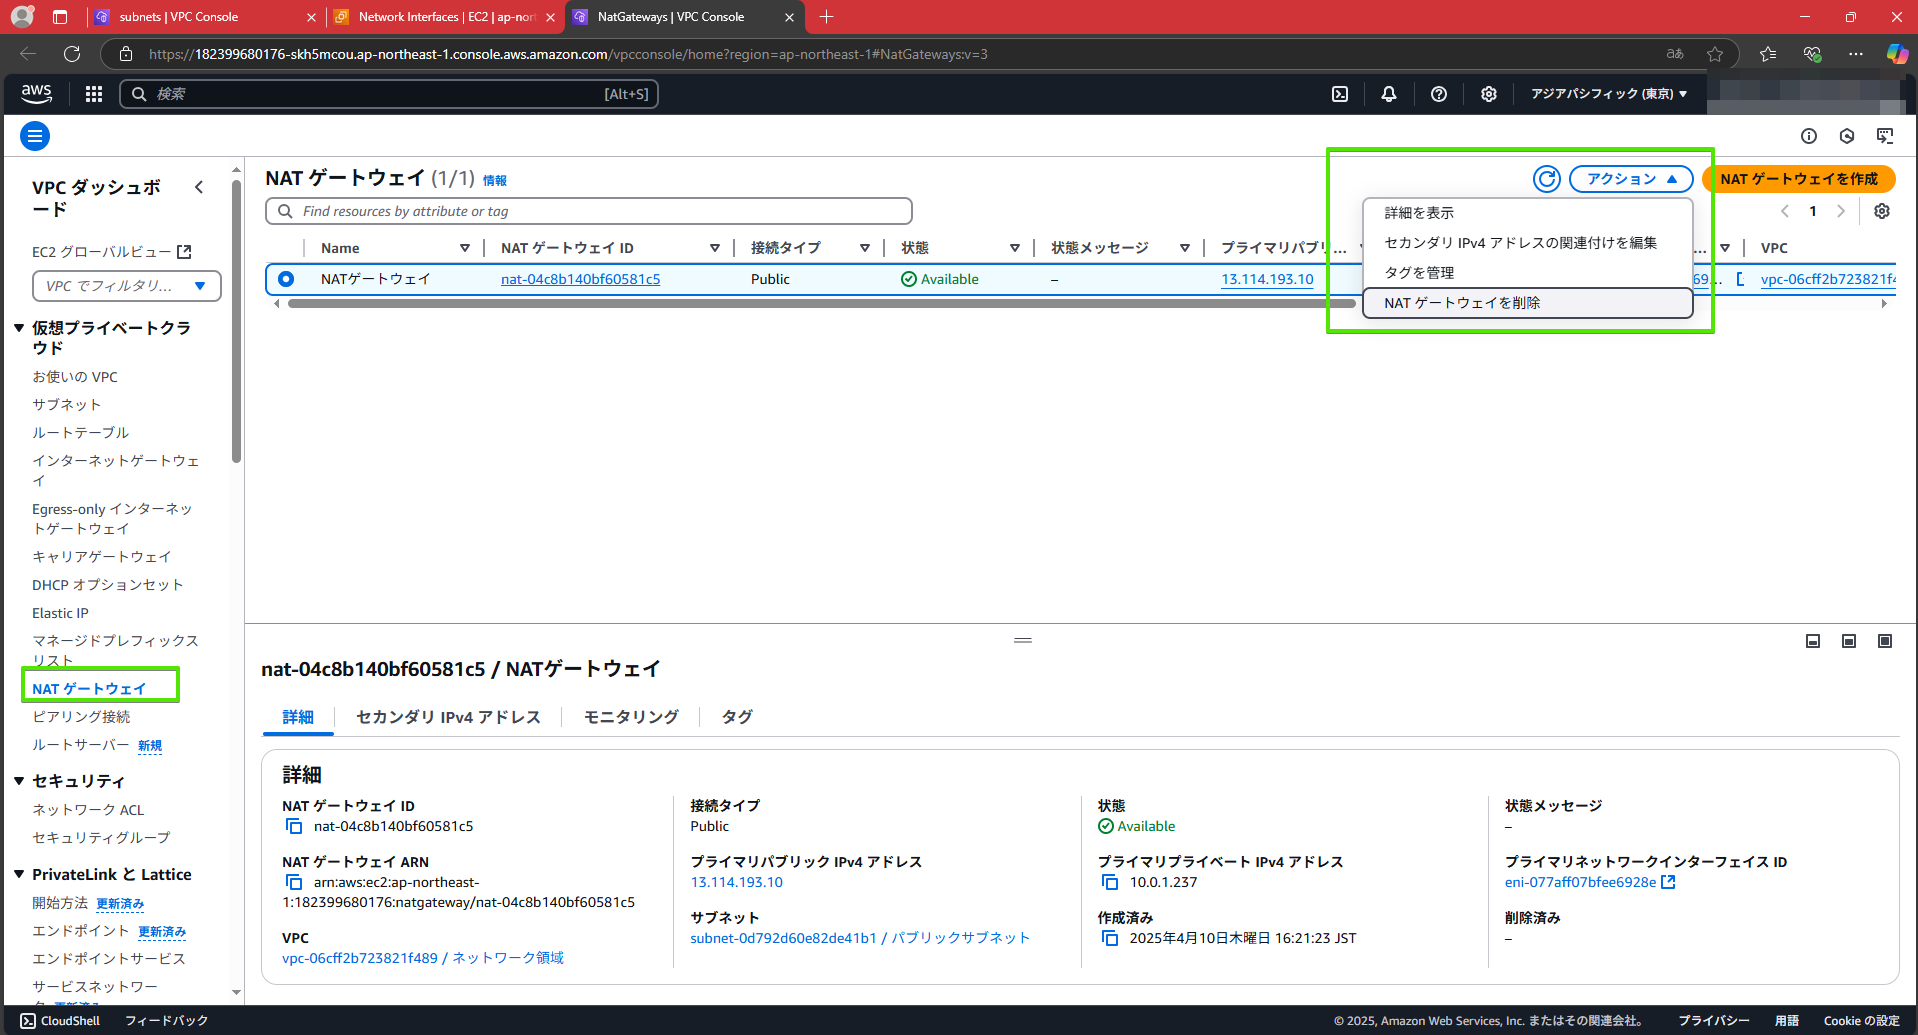 subnets | VPC Console
Network Interfaces | EC2 | ap-nort
NatGateways | VPC Console
https://182399680176-skh5mcou.ap-northeast-1.console.aws.amazon.com/vpcconsole/home?region=ap-northeast-1#NatGateways:v=3
aあ
aws
検索
[Alt+S]
アジアパシフィック (東京)
VPC ダッシュボ
ード
EC2 グローバルビュー
VPC でフィルタリ...
仮想プライベートクラ
ウド
お使いの VPC
サブネット
ルートテーブル
インターネットゲートウェ
イ
Egress-only インターネッ
トゲートウェイ
キャリアゲートウェイ
DHCP オプションセット
Elastic IP
マネージドプレフィックス
リスト
NAT ゲートウェイ
ピアリング接続
ルートサーバー 新規
セキュリティ
ネットワーク ACL
セキュリティグループ
PrivateLink と Lattice
開始方法 更新済み
エンドポイント 更新済み
エンドポイントサービス
サービスネットワー
ク 更新済み
NAT ゲートウェイ (1/1) 情報
アクション
NAT ゲートウェイを作成
Find resources by attribute or tag
1
詳細を表示
セカンダリ IPv4 アドレスの関連付けを編集
タグを管理
NAT ゲートウェイを削除
Name
NAT ゲートウェイ ID
接続タイプ
状態
状態メッセージ
プライマリパブリ...
...
VPC
NATゲートウェイ
nat-04c8b140bf60581c5
Public
Available
–
13.114.193.10
69...
vpc-06cff2b723821f4
nat-04c8b140bf60581c5 / NATゲートウェイ
詳細
セカンダリ IPv4 アドレス
モニタリング
タグ
詳細
NAT ゲートウェイ ID
nat-04c8b140bf60581c5
接続タイプ
Public
状態
Available
状態メッセージ
–
NAT ゲートウェイ ARN
arn:aws:ec2:ap-northeast-
1:182399680176:natgateway/nat-04c8b140bf60581c5
プライマリパブリック IPv4 アドレス
13.114.193.10
プライマリプライベート IPv4 アドレス
10.0.1.237
プライマリネットワークインターフェイス ID
eni-077aff07bfee6928e
VPC
vpc-06cff2b723821f489 / ネットワーク領域
サブネット
subnet-0d792d60e82de41b1 / パブリックサブネット
作成済み
2025年4月10日木曜日 16:21:23 JST
削除済み
–
CloudShell
フィードバック
© 2025, Amazon Web Services, Inc. またはその関連会社。
プライバシー
用語
Cookie の設定